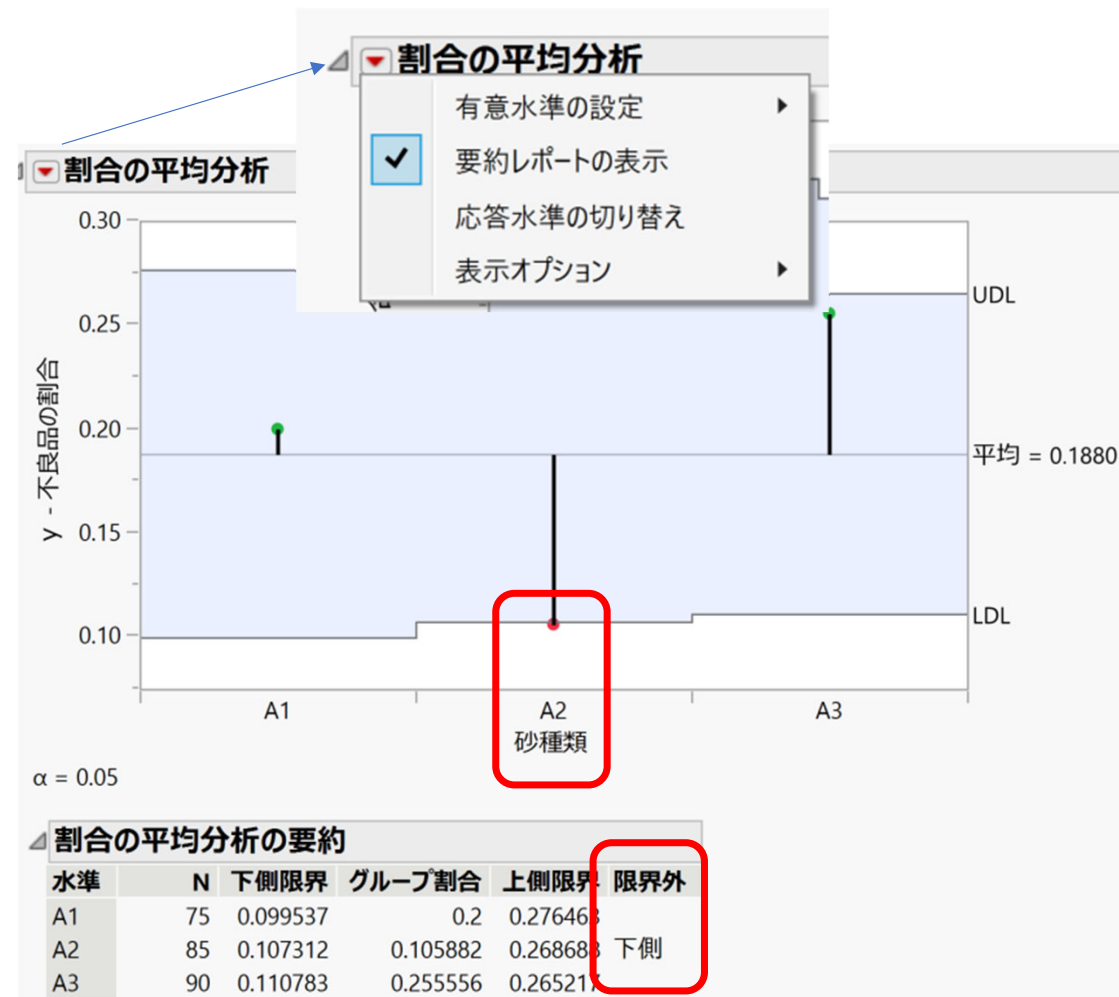 割合の平均分析
有意水準の設定
要約レポートの表示
応答水準の切り替え
表示オプション
割合の平均分析
0.30
0.25
0.20
0.15
0.10
y - 不良品の割合
UDL
平均 = 0.1880
LDL
A1 A2 A3
砂種類
α = 0.05
割合の平均分析の要約
水準 N 下側限界 グループ割合 上側限界 限界外
A1 75 0.099537 0.2 0.276463
A2 85 0.107312 0.105882 0.268688 下側
A3 90 0.110783 0.255556 0.265217